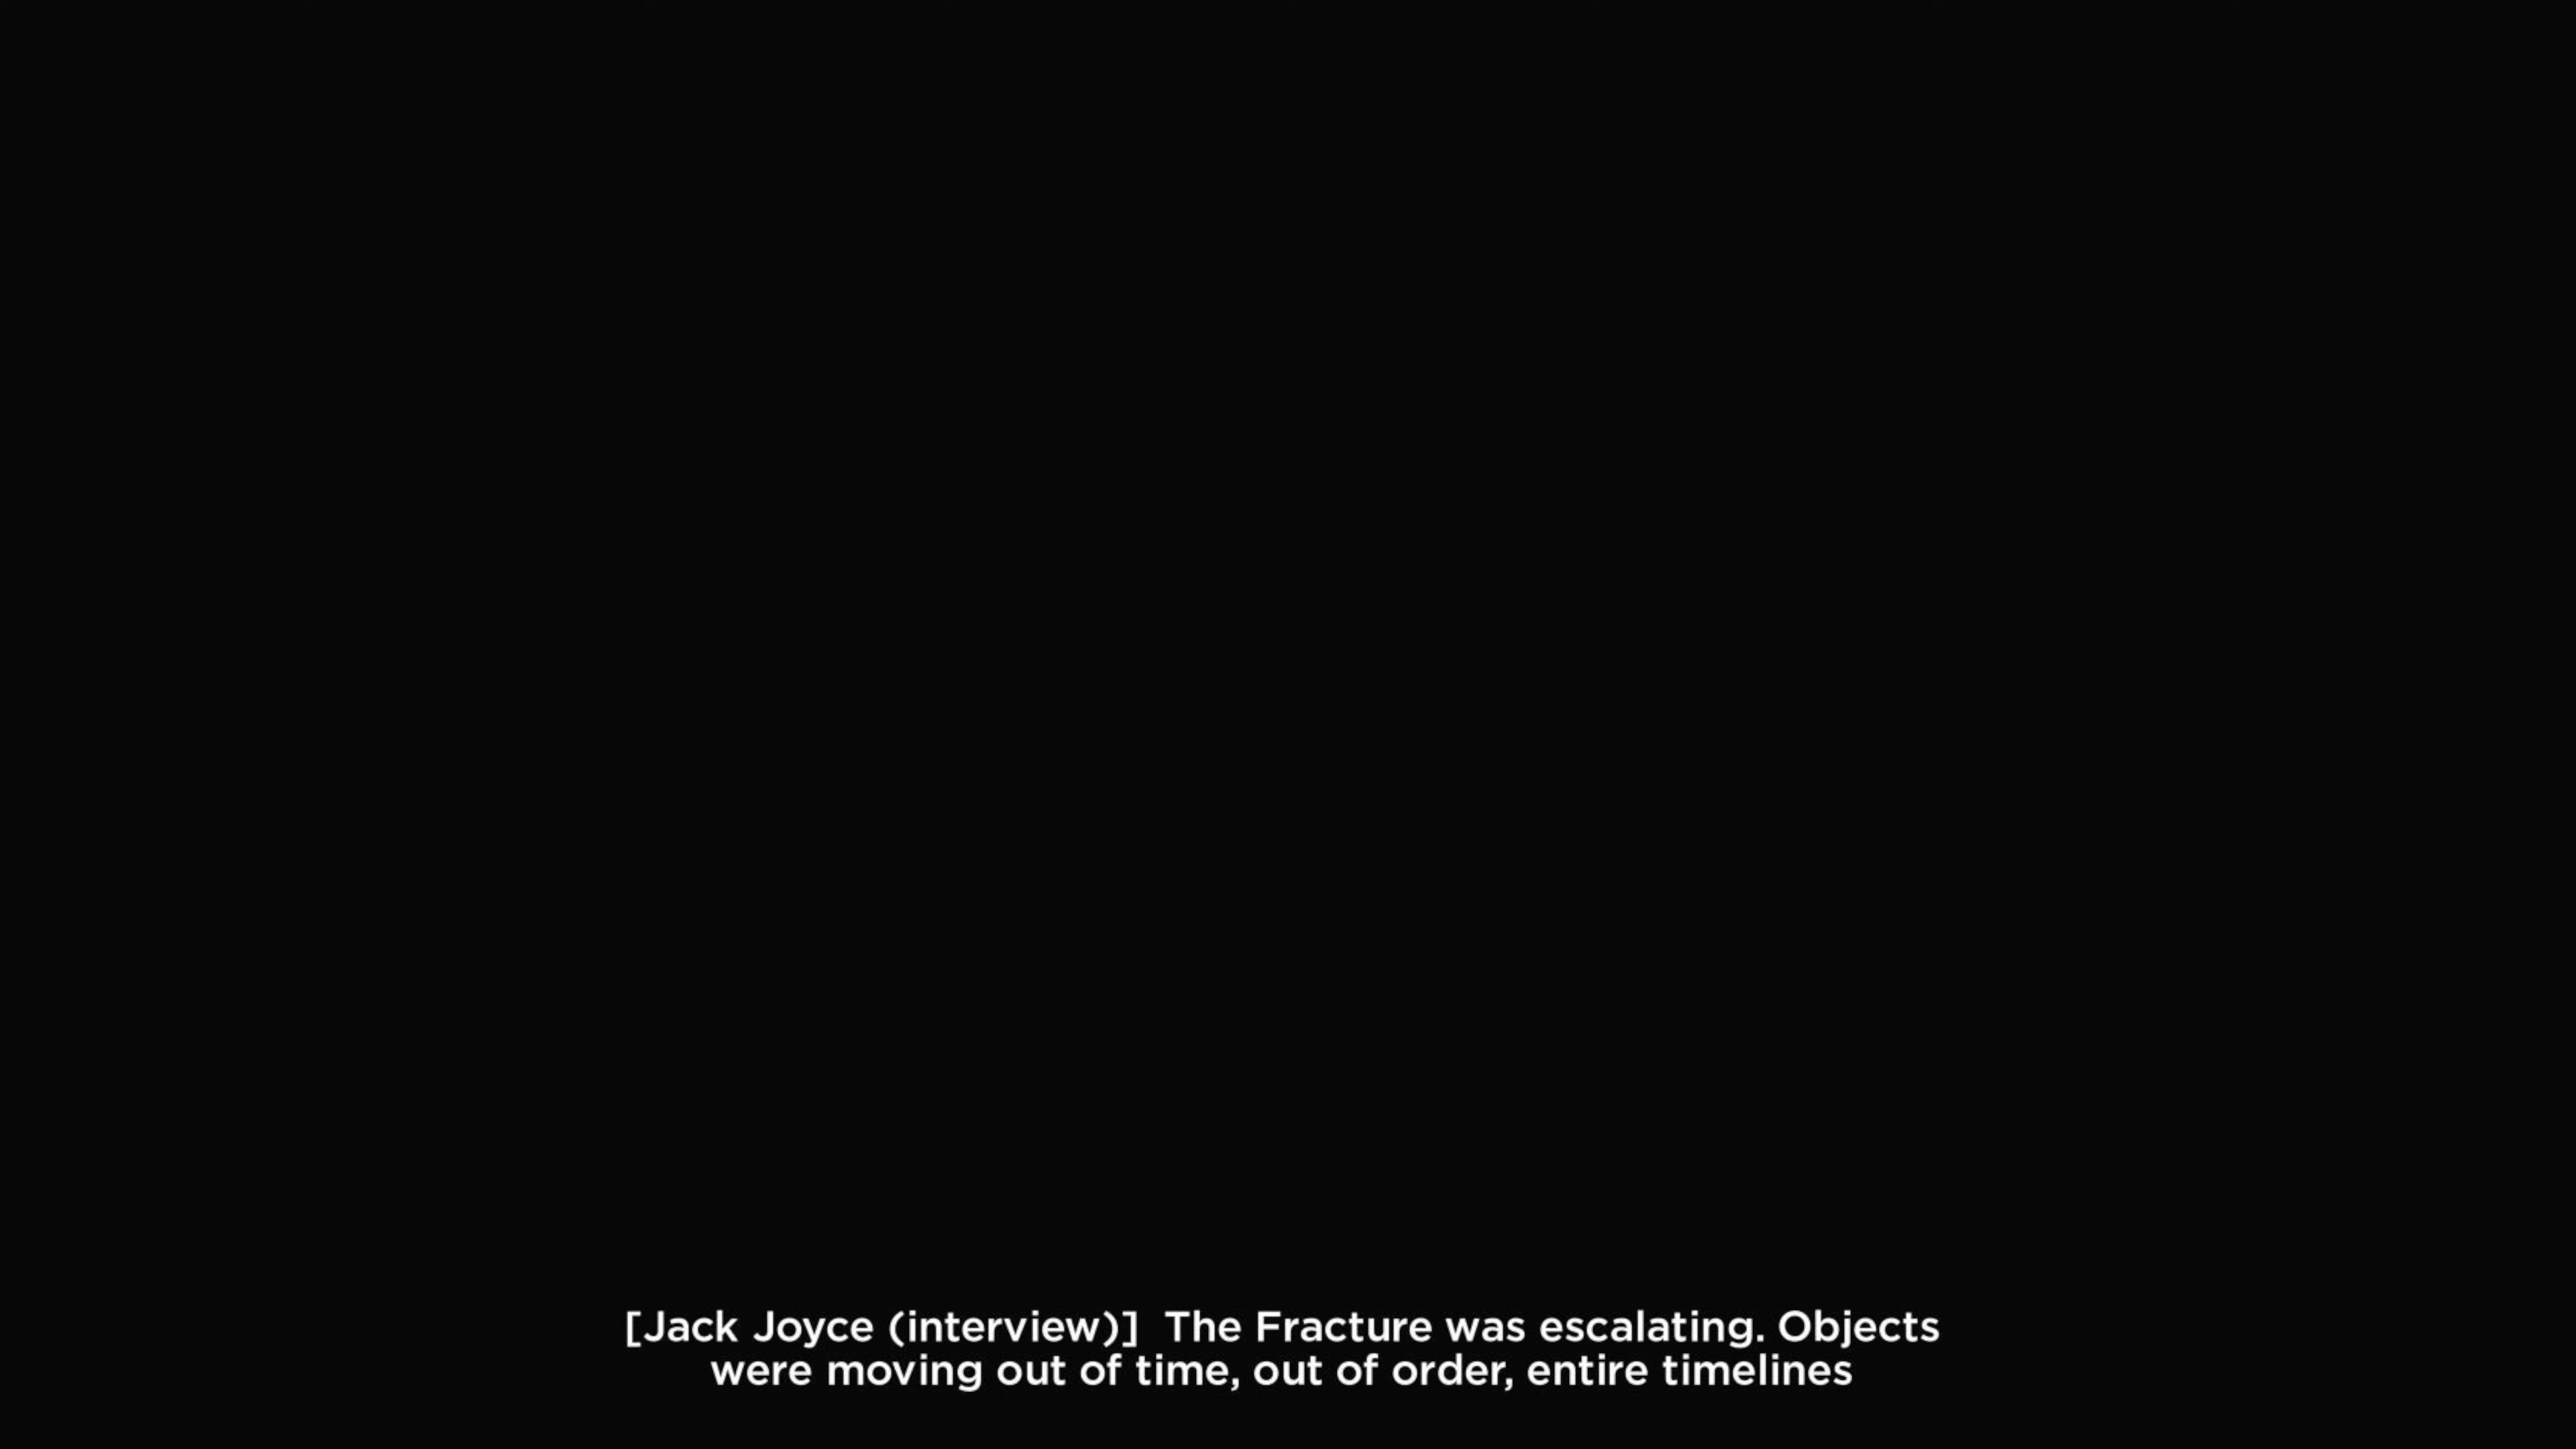 [Jack Joyce (interview)]  The Fracture was escalating. Objects
were moving out of time, out of order, entire timelines